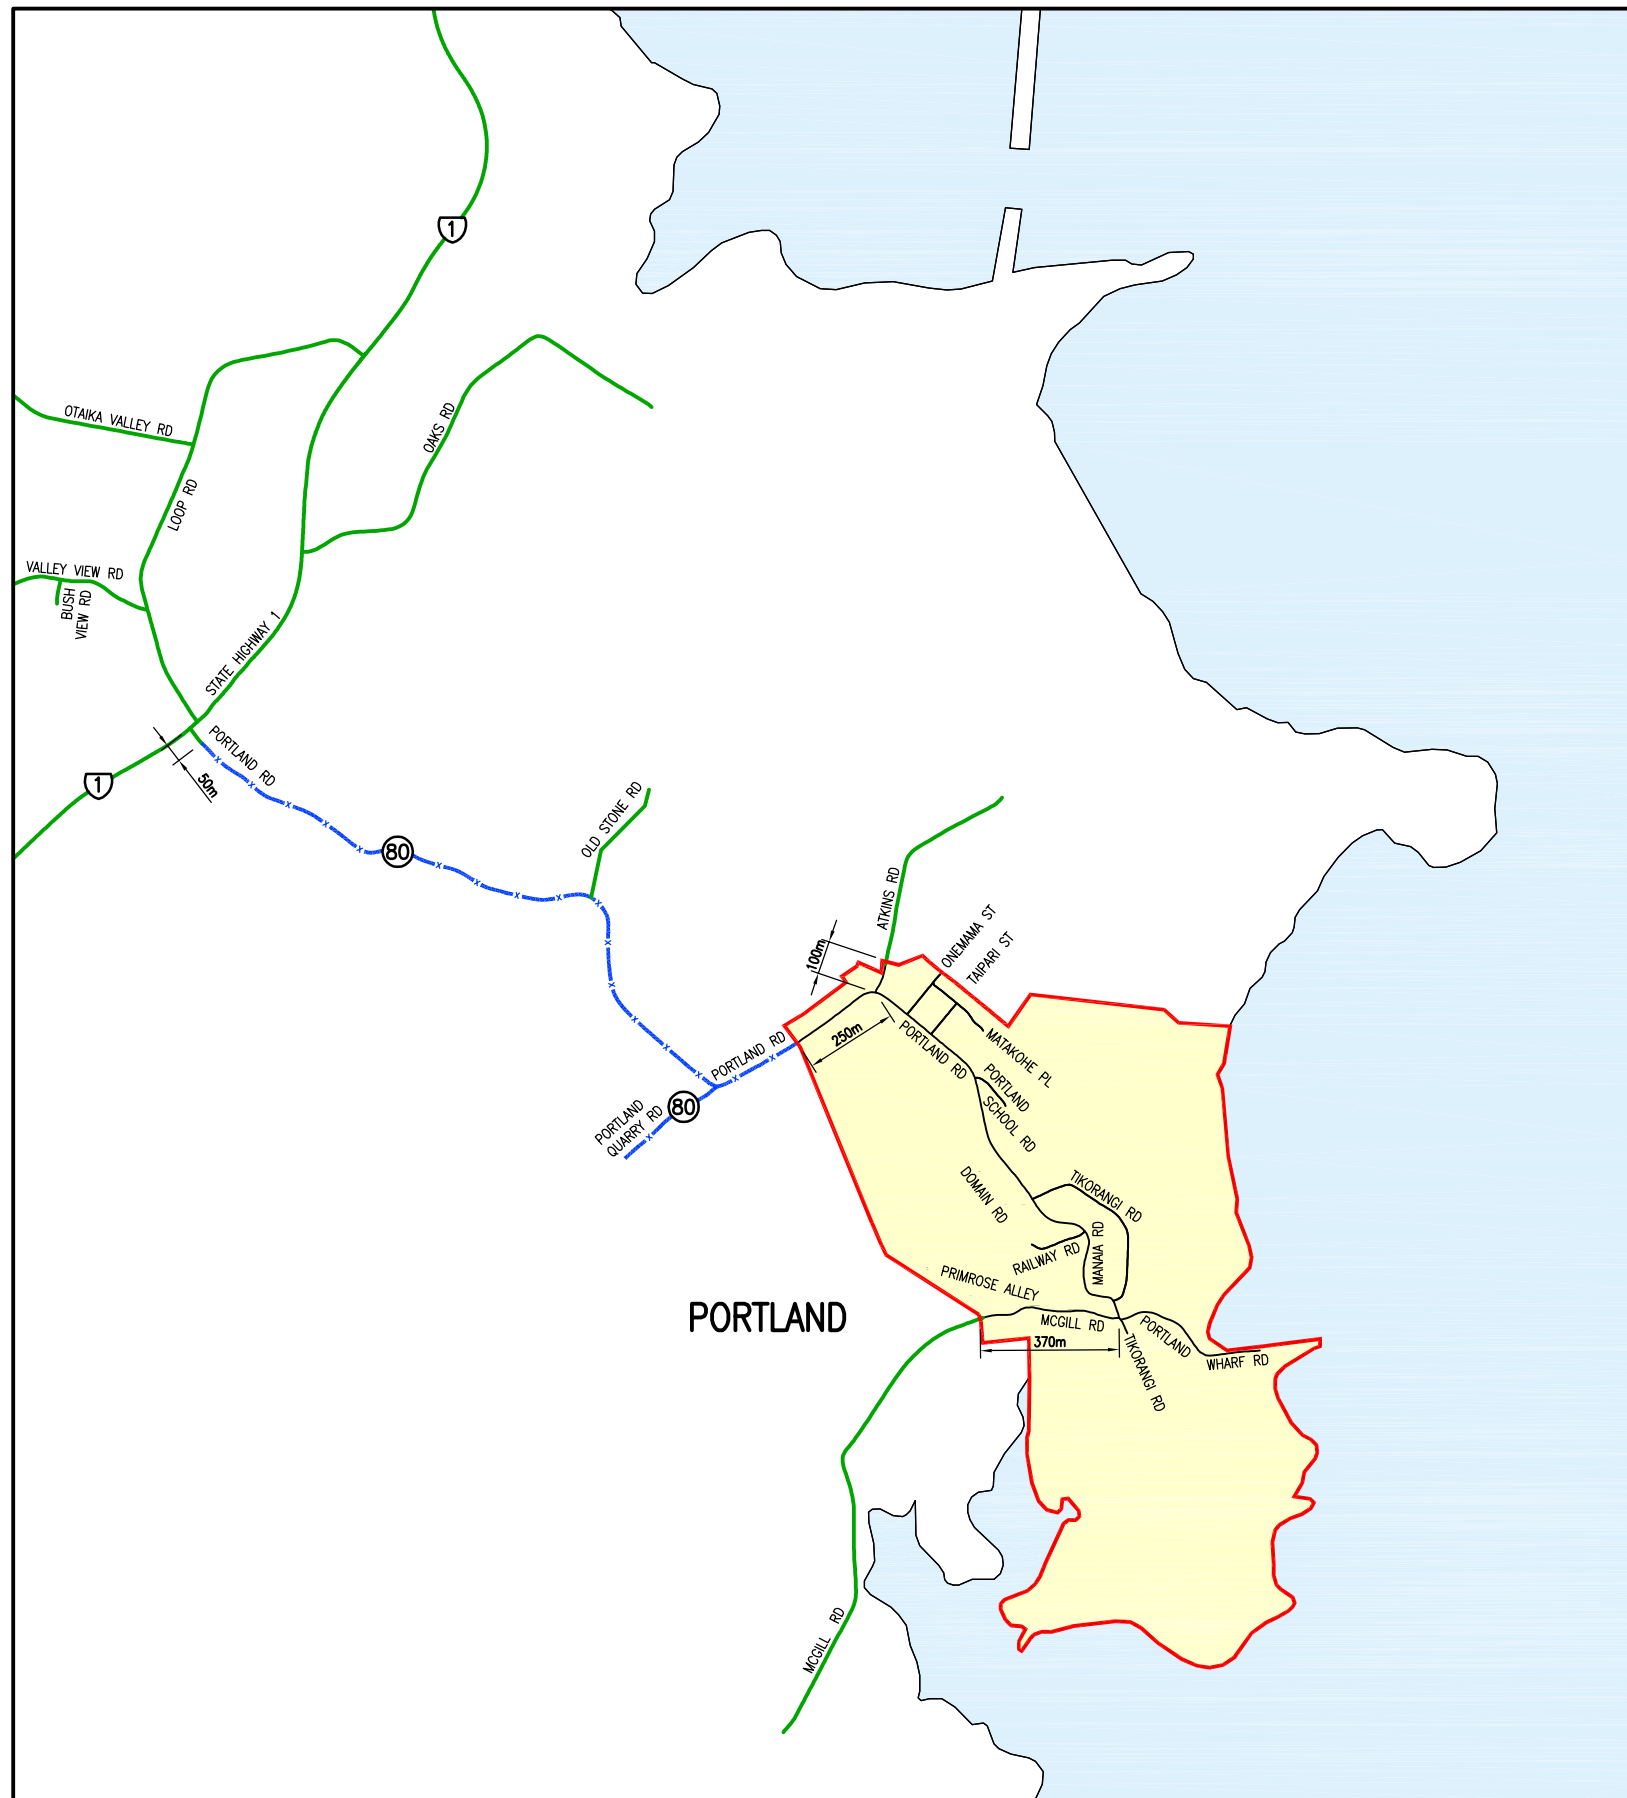 1
OTAIKA VALLEY RD
OAKS RD
LOOP RD
VALLEY VIEW RD
BUSH
VIEW RD
STATE HIGHWAY 1
PORTLAND RD
1
50m
80
OLD STONE RD
ATKINS RD
ONEMAMA ST
TAIPARI ST
100m
250m
PORTLAND RD
MATAKOHE PL
PORTLAND RD
80
PORTLAND
QUARRY RD
PORTLAND
SCHOOL RD
DOMAIN RD
TIKORANGI RD
RAILWAY RD
MANAIA RD
PRIMROSE ALLEY
PORTLAND
MCGILL RD
PORTLAND
WHARF RD
370m
TIKORANGI RD
MCGILL RD